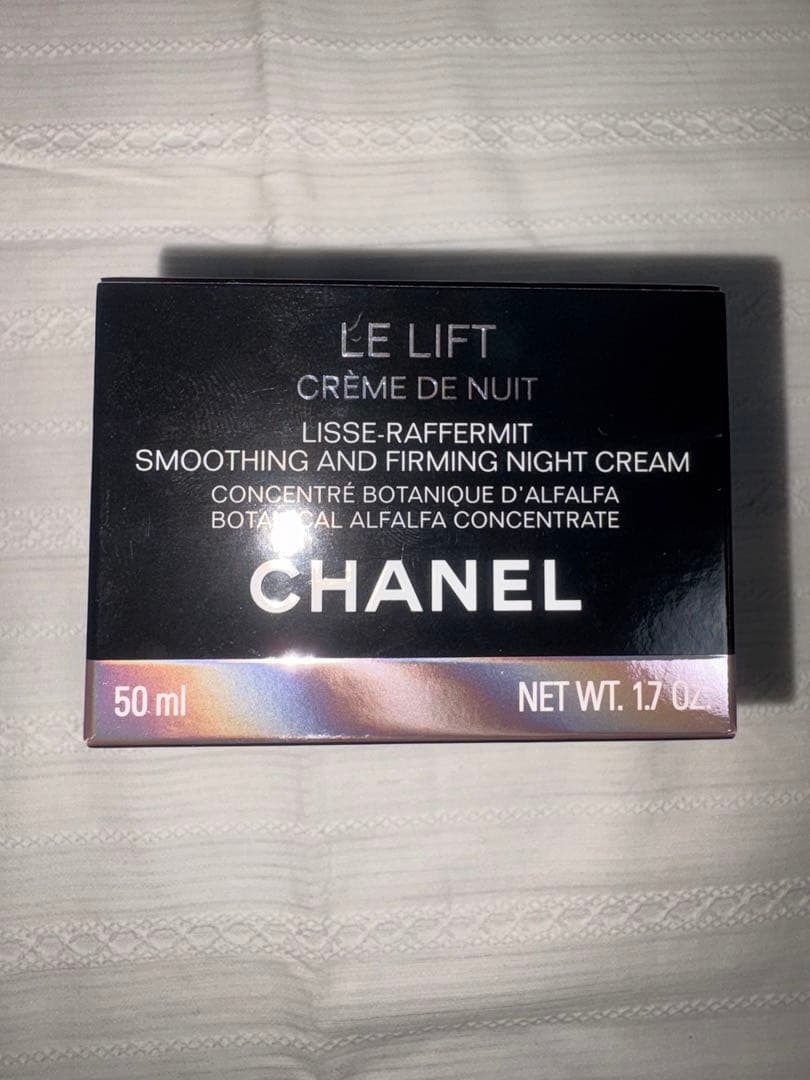 LE LIFT
CRÈME DE NUIT
LISSE-RAFFERMIT
SMOOTHING AND FIRMING NIGHT CREAM
CONCENTRÉ BOTANIQUE D'ALFALFA
BOTANICAL ALFALFA CONCENTRATE
CHANEL
50 ml
NET WT. 1.7 OZ.